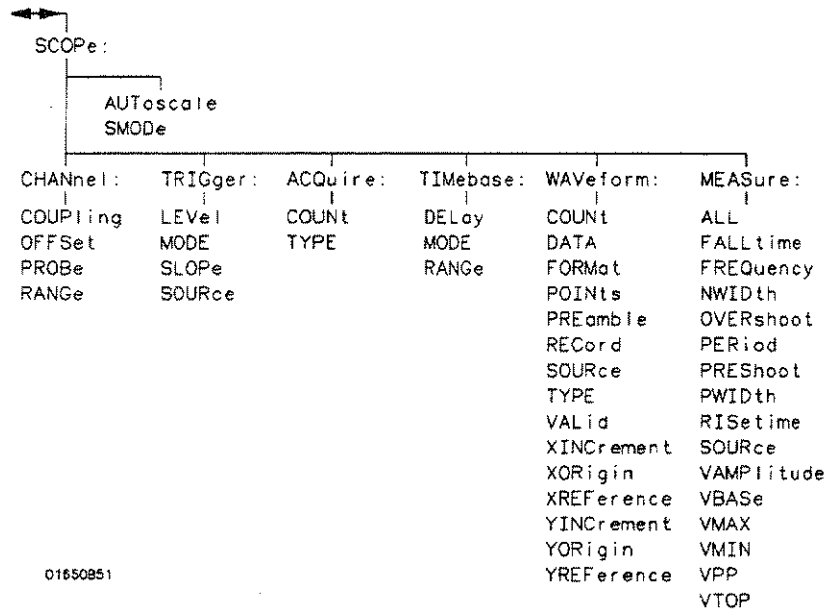 SCOPe:
AUToscale
SMODe
CHANnel: TRIGger: ACQuire: TIMebase: WAVeform: MEASure:
COUPling LEVel COUNt DELay COUNt ALL
OFFSet MODE TYPE MODE DATA FALLtime
PROBe SLOPe RANGe FORMat FREQuency
RANGe SOURce POINts NWIDth
PREamble OVERshoot
RECord PERiod
SOURce PREShoot
TYPE PWIDth
VALid RISetime
XINCrement SOURce
XORigin VAMPlitude
XREFerence VBASe
YINCrement VMAX
YORigin VMIN
01650B51 YREFerence VPP
VTOP